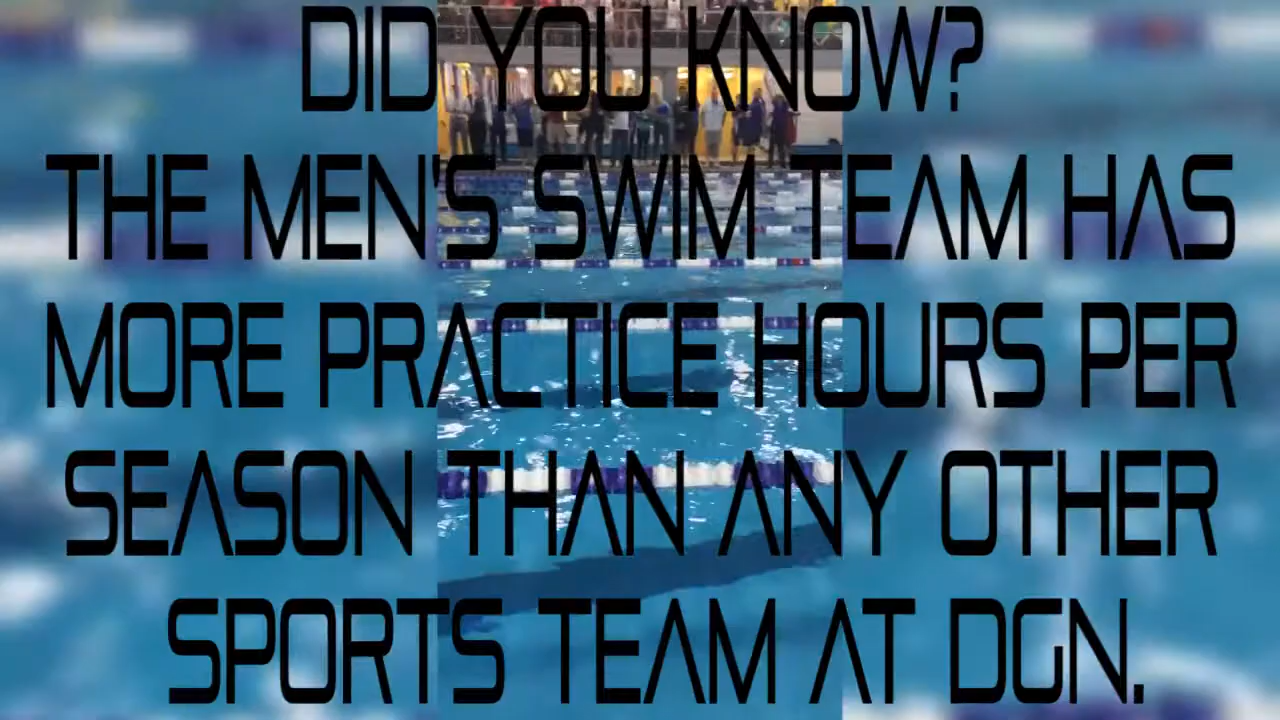 DID YOU KNOW?
THE MEN'S SWIM TEAM HAS
MORE PRACTICE HOURS PER
SEASON THAN ANY OTHER
SPORTS TEAM AT DGN.